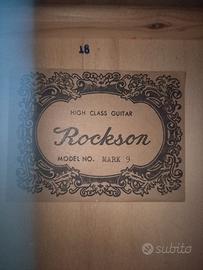 18
HIGH CLASS GUITAR
Rockson
MODEL NO. MARK 9
subito